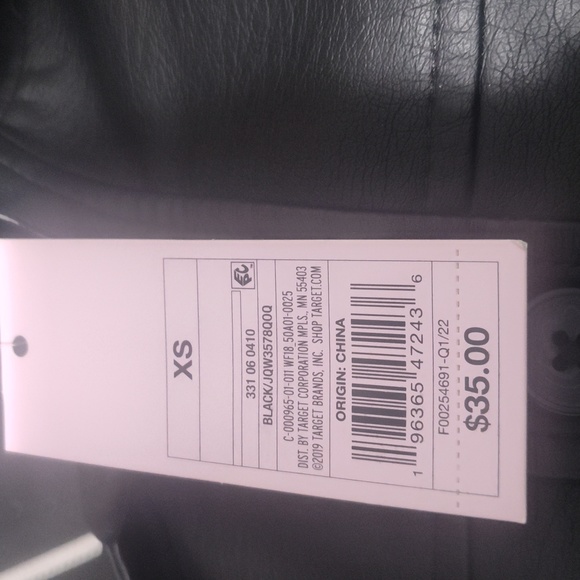 XS
331 06 0410
BLACK/JQW3578Q0Q
C-000965-01-011 WF18 50A01-0025
DIST. BY TARGET CORPORATION MPLS., MN 55403
©2019 TARGET BRANDS, INC. SHOP TARGET.COM
ORIGIN: CHINA
1 96365 47243 6
F00254691-Q1/22
$35.00